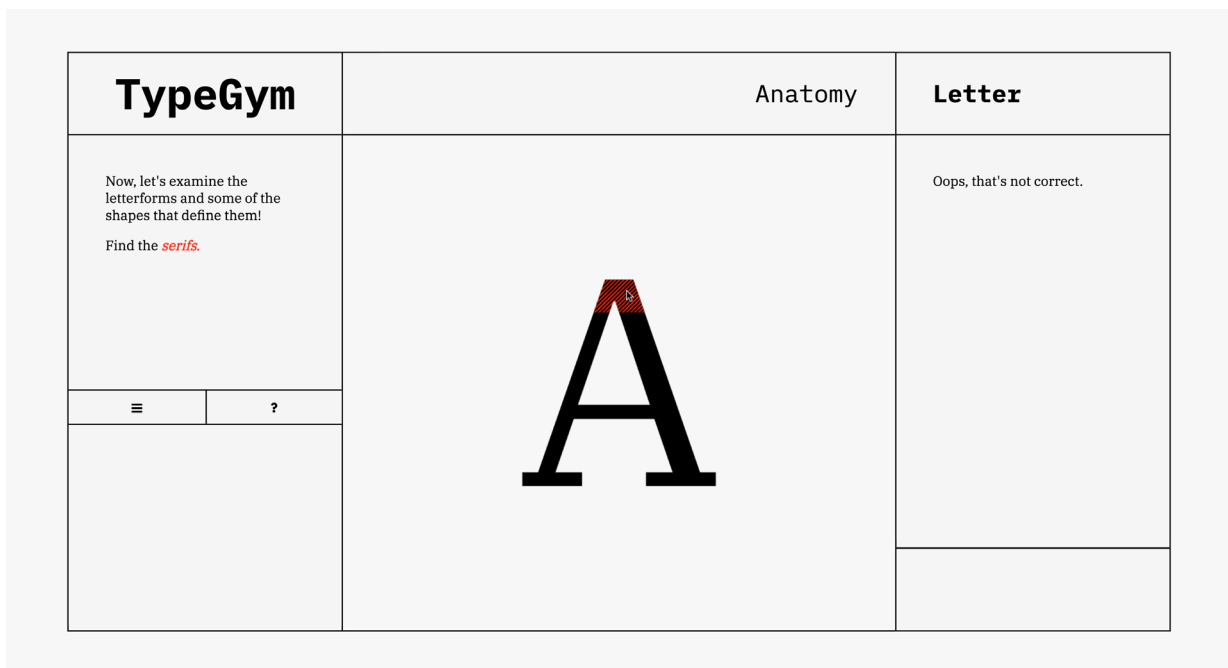 TypeGym
Anatomy
Letter
Now, let's examine the
letterforms and some of the
shapes that define them!
Find the serifs.
?
A
Oops, that's not correct.